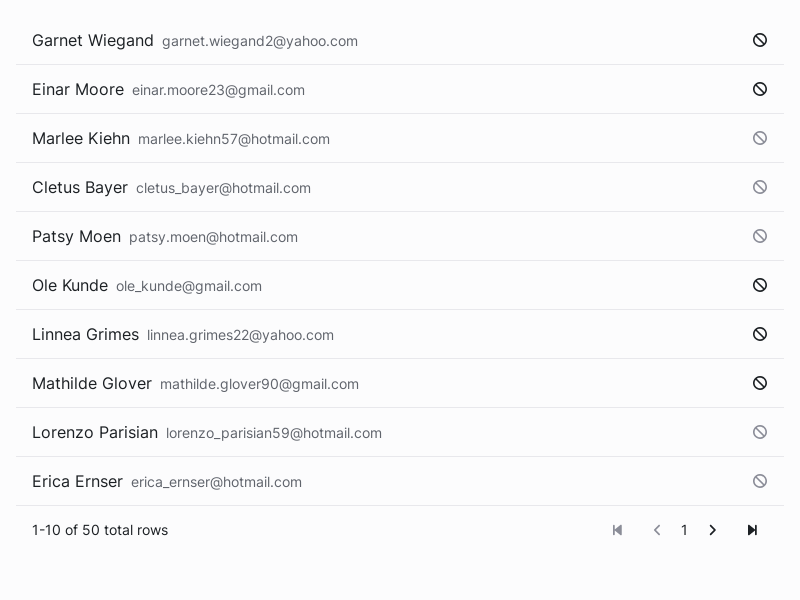 Garnet Wiegand garnet.wiegand2@yahoo.com
Einar Moore einar.moore23@gmail.com
Marlee Kiehn marlee.kiehn57@hotmail.com
Cletus Bayer cletus_bayer@hotmail.com
Patsy Moen patsy.moen@hotmail.com
Ole Kunde ole_kunde@gmail.com
Linnea Grimes linnea.grimes22@yahoo.com
Mathilde Glover mathilde.glover90@gmail.com
Lorenzo Parisian lorenzo_parisian59@hotmail.com
Erica Ernser erica_ernser@hotmail.com
1-10 of 50 total rows 1